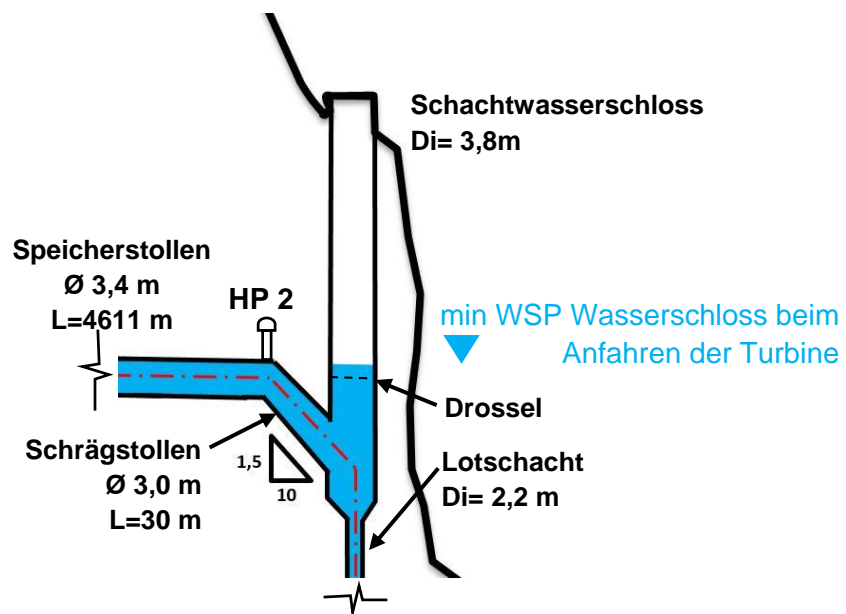 Schachtwasserschloss
Di= 3,8m
Speicherstollen
Ø 3,4 m
L=4611 m
HP 2
min WSP Wasserschloss beim
Anfahren der Turbine
Drossel
Schrägstollen
Ø 3,0 m
L=30 m
1,5
10
Lotschacht
Di= 2,2 m